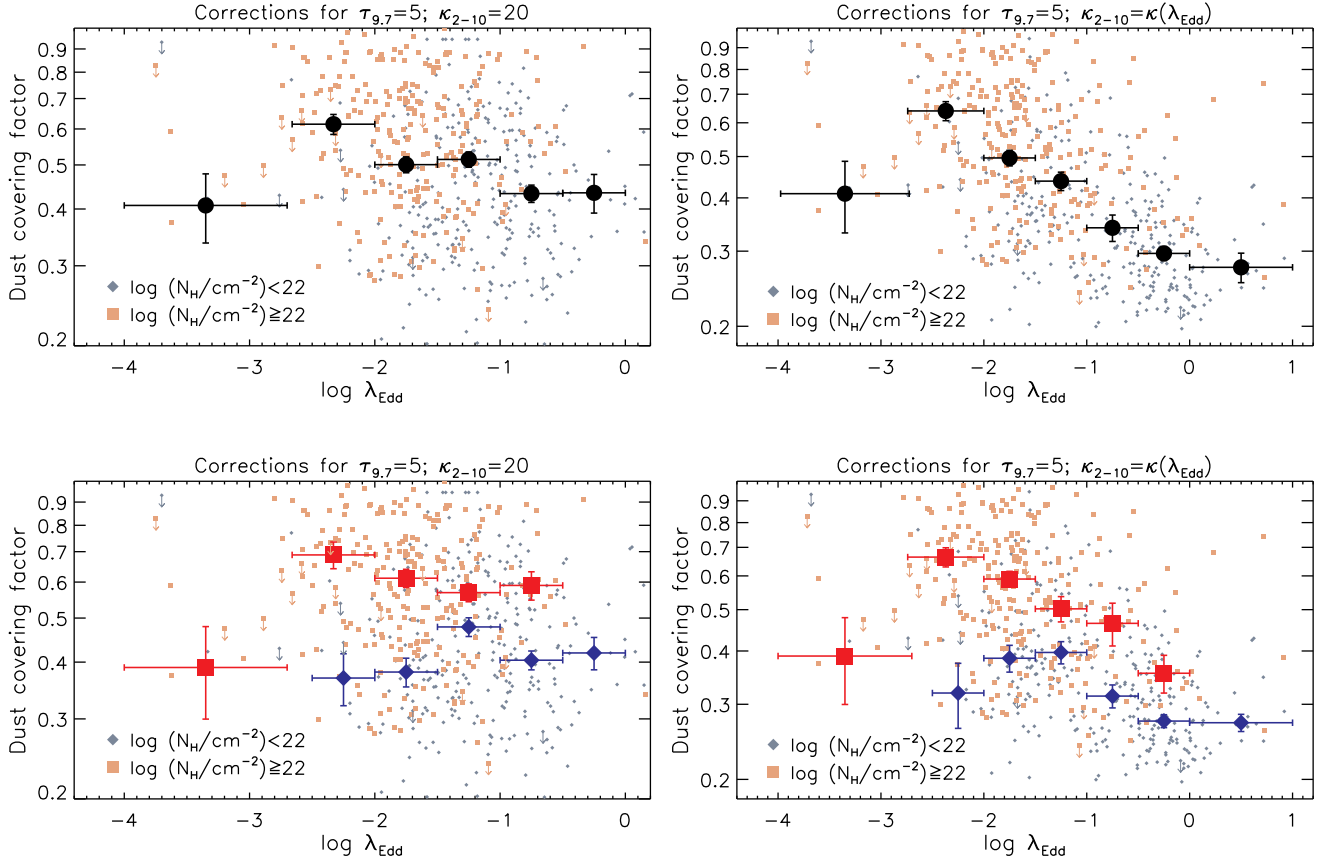 Corrections for τ9.7=5; κ2−10=20
Dust covering factor
0.9
0.8
0.7
0.6
0.5
0.4
0.3
0.2
log (NH/cm−2)<22
log (NH/cm−2)≧22
−4 −3 −2 −1 0
log λEdd
Corrections for τ9.7=5; κ2−10=κ(λEdd)
Dust covering factor
0.9
0.8
0.7
0.6
0.5
0.4
0.3
0.2
log (NH/cm−2)<22
log (NH/cm−2)≧22
−4 −3 −2 −1 0 1
log λEdd
Corrections for τ9.7=5; κ2−10=20
Dust covering factor
0.9
0.8
0.7
0.6
0.5
0.4
0.3
0.2
log (NH/cm−2)<22
log (NH/cm−2)≧22
−4 −3 −2 −1 0
log λEdd
Corrections for τ9.7=5; κ2−10=κ(λEdd)
Dust covering factor
0.9
0.8
0.7
0.6
0.5
0.4
0.3
0.2
log (NH/cm−2)<22
log (NH/cm−2)≧22
−4 −3 −2 −1 0 1
log λEdd